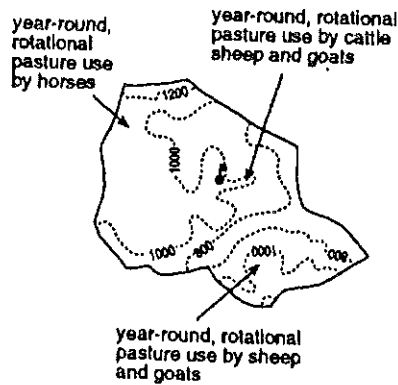 year-round,
rotational
pasture use
by horses
year-round, rotational
pasture use by cattle
sheep and goats
1200
1000
1000
800
1000
800
year-round, rotational
pasture use by sheep
and goats